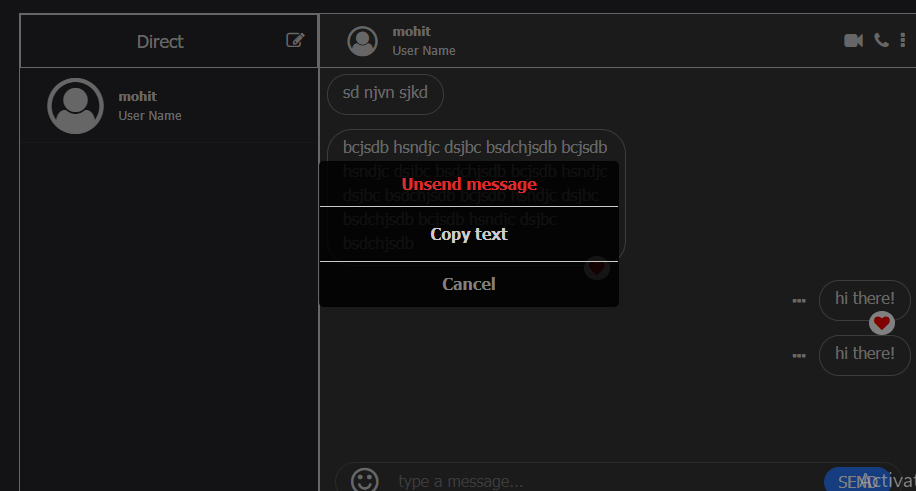 Direct
mohit
User Name
mohit
User Name
sd njvn sjkd
bcjsdb hsndjc dsjbc bsdchjsdb bcjsdb
hsndjc dsjbc bsdchjsdb bcjsdb hsndjc
dsjbc bsdchjsdb bcjsdb hsndjc dsjbc
bsdchjsdb bcjsdb hsndjc dsjbc
bsdchjsdb
Unsend message
Copy text
Cancel
hi there!
hi there!
type a message...
SEND
Activat